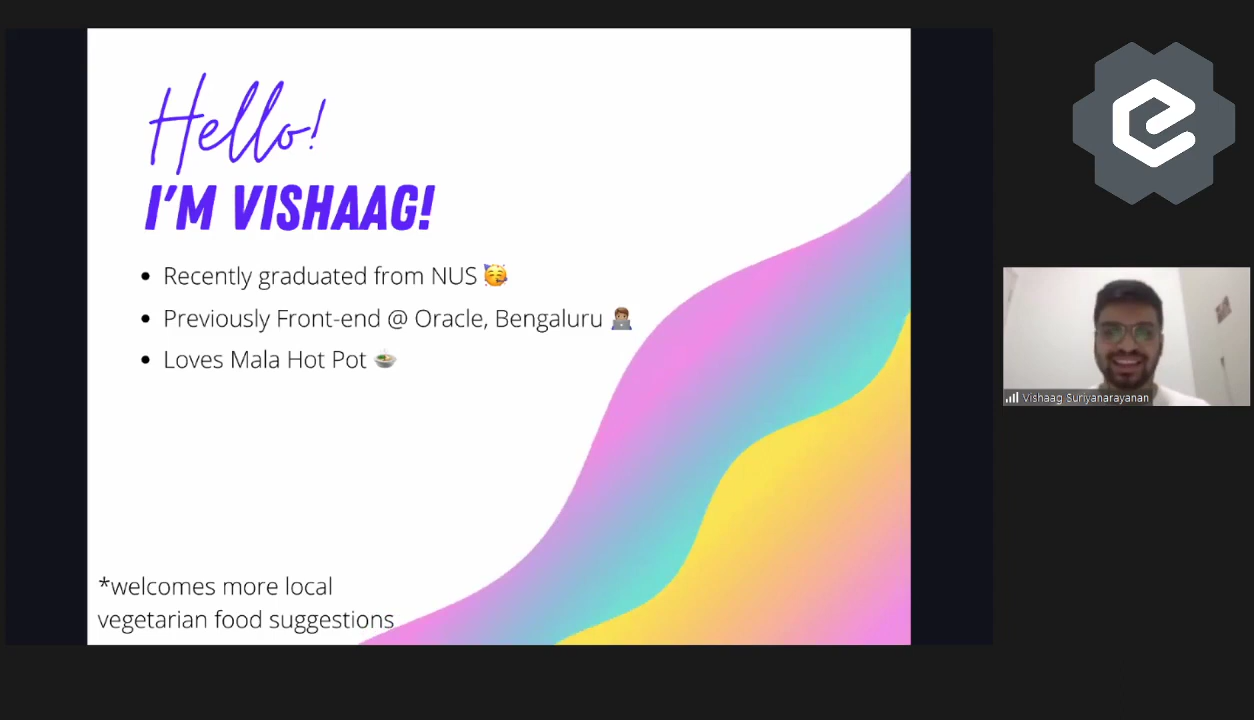 Hello!
I'M VISHAAG!
• Recently graduated from NUS 🥳
• Previously Front-end @ Oracle, Bengaluru 🧑🏽‍💻
• Loves Mala Hot Pot 🍲
*welcomes more local
vegetarian food suggestions
Vishaag Suriyanarayanan